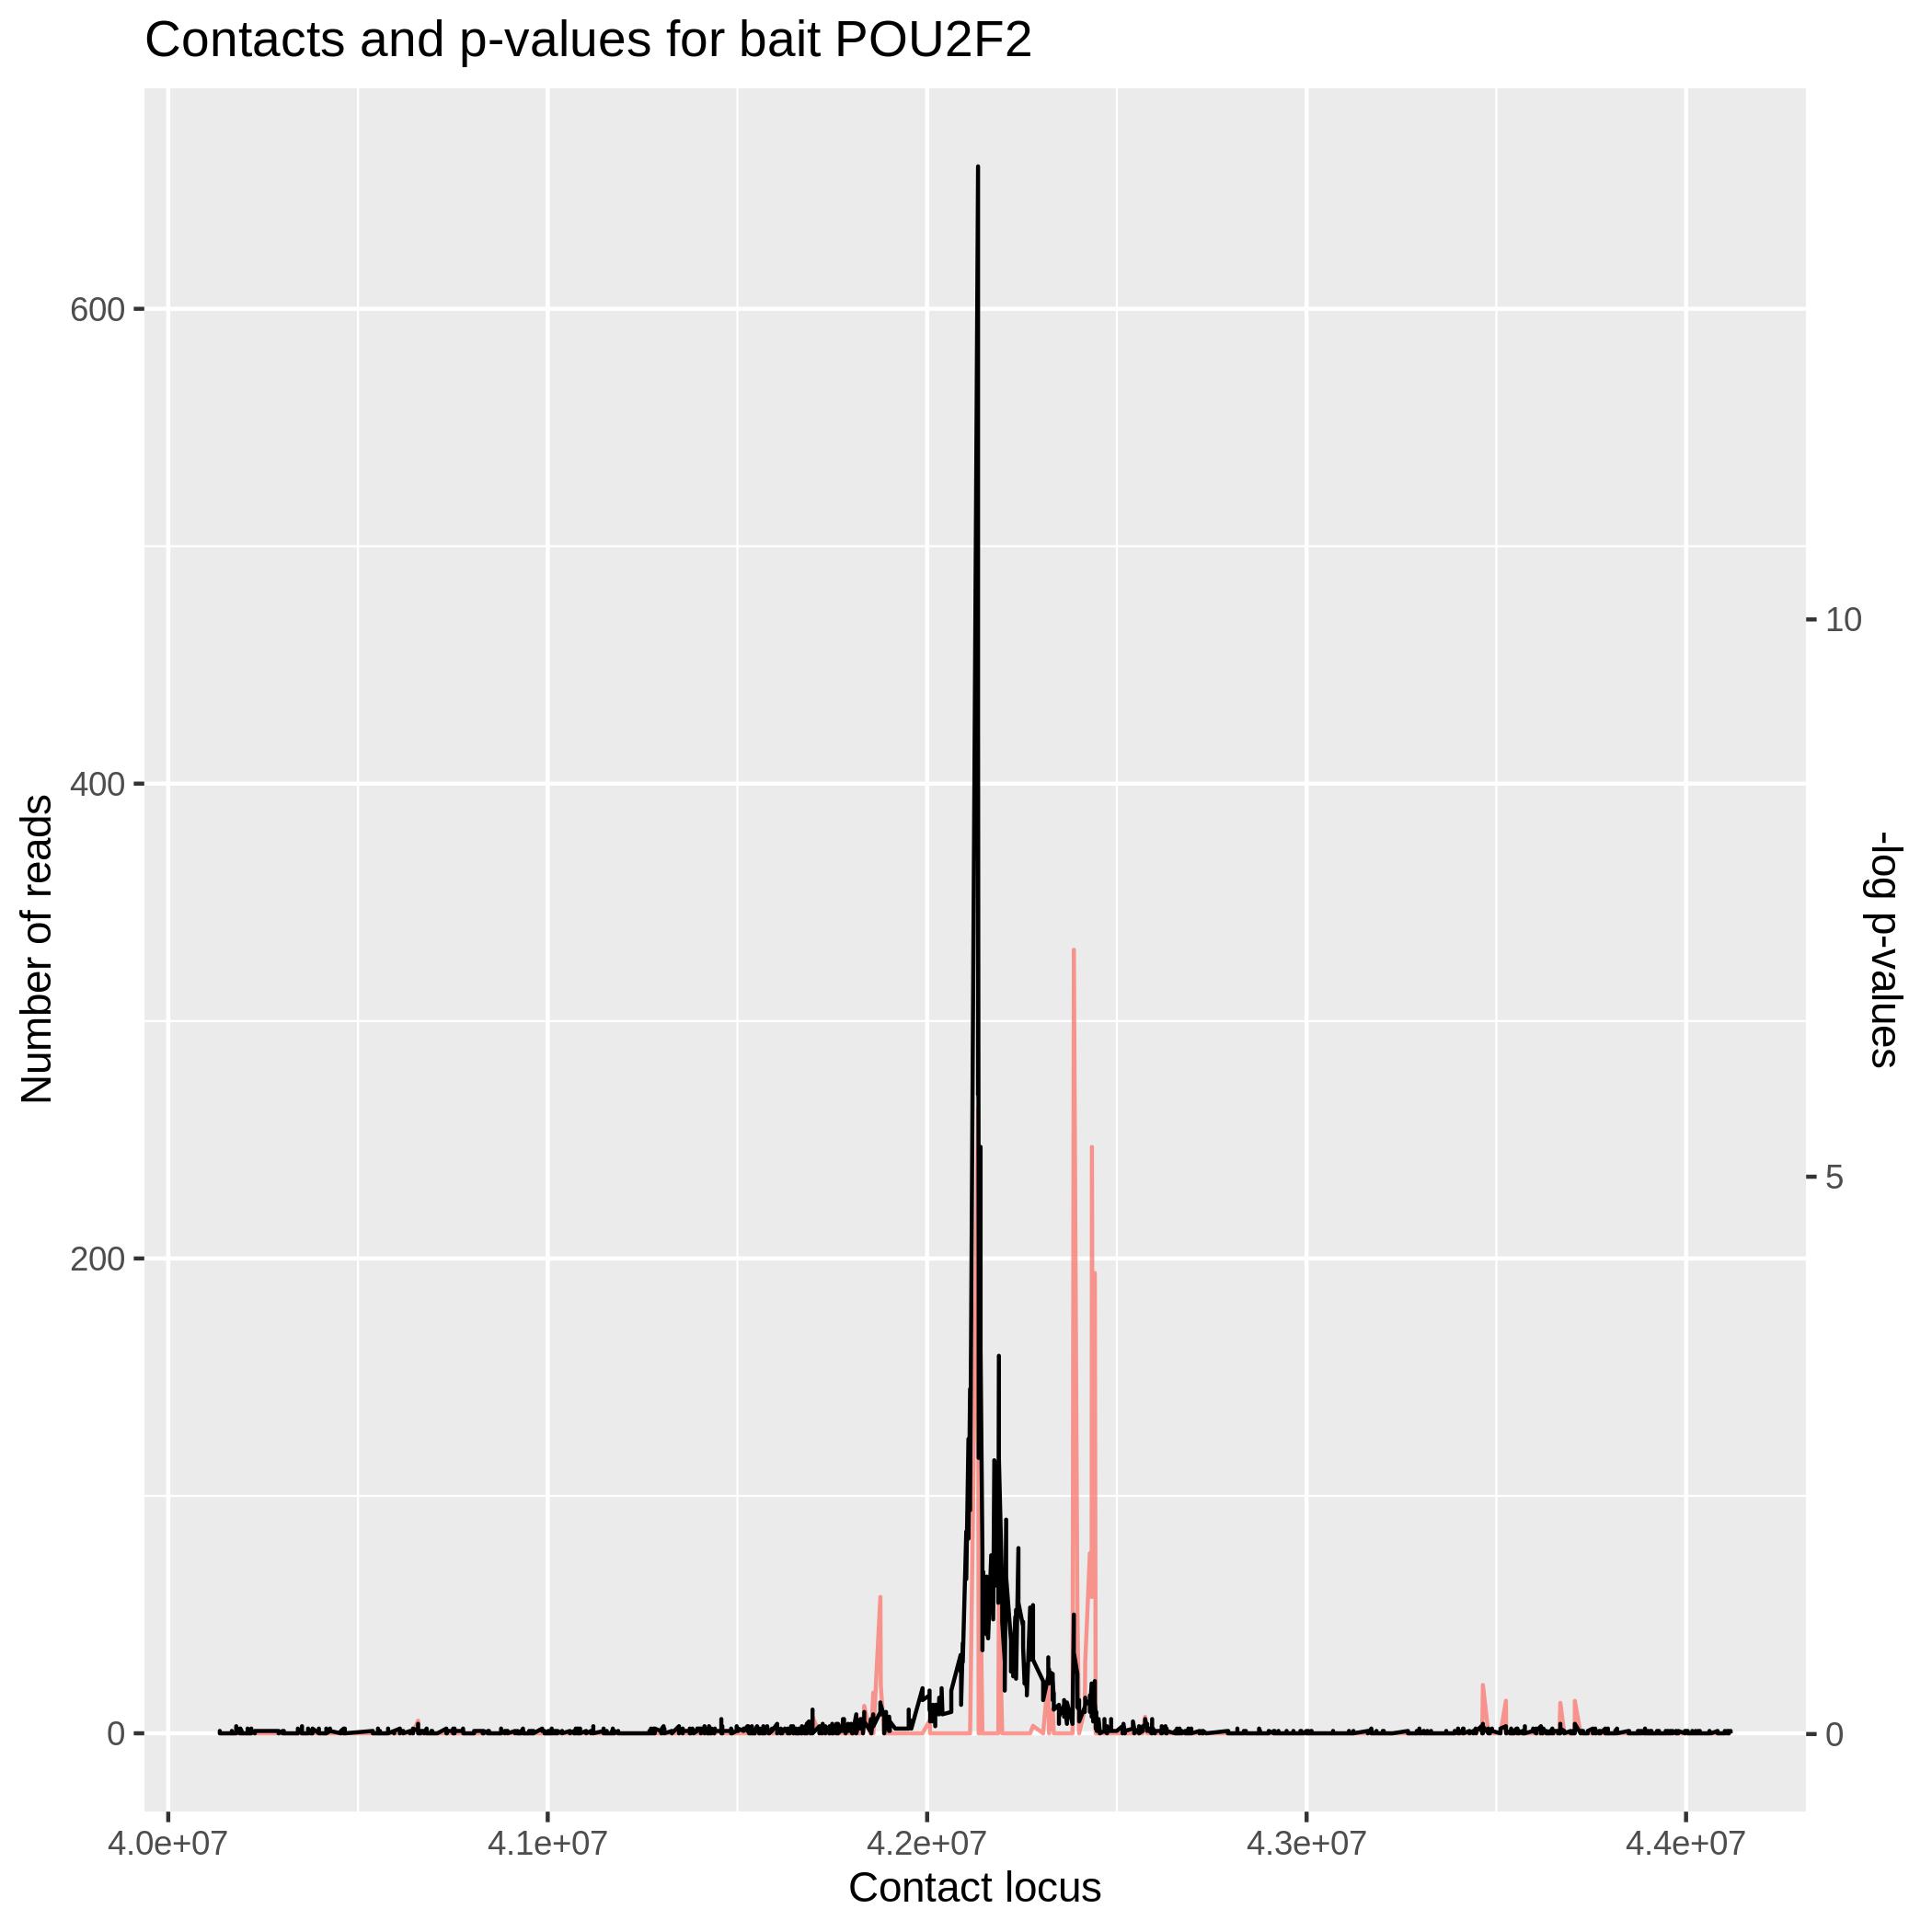 Contacts and p-values for bait POU2F2
600
400
200
0
Number of reads
10
5
0
-log p-values
4.0e+07
4.1e+07
4.2e+07
4.3e+07
4.4e+07
Contact locus